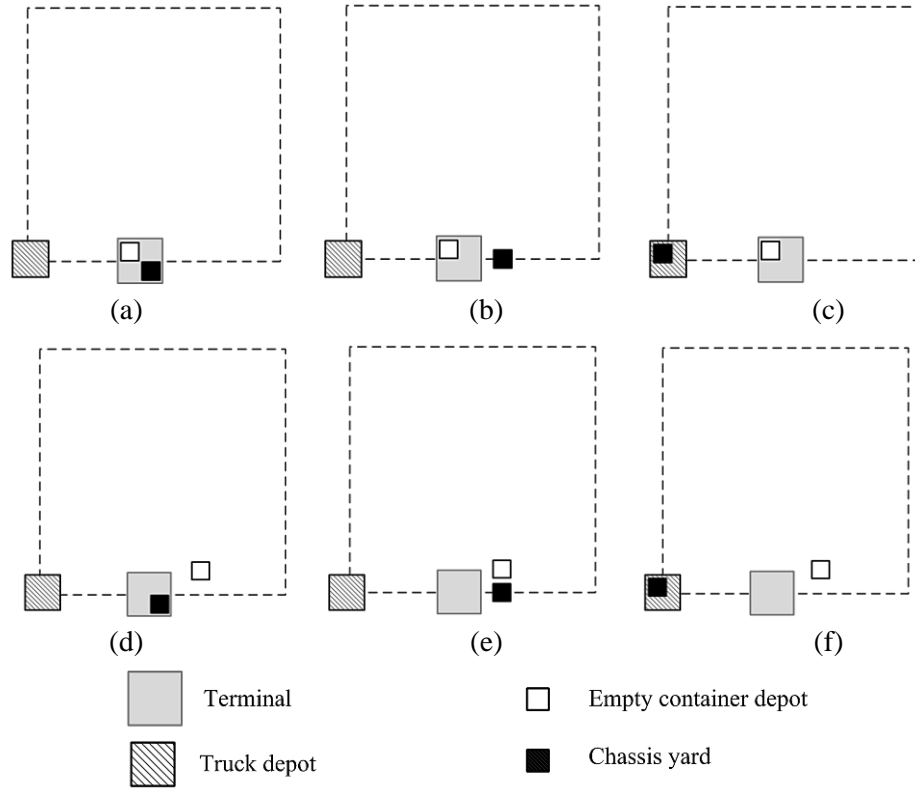 (a) (b) (c)
(d) (e) (f)
Terminal Empty container depot
Truck depot Chassis yard